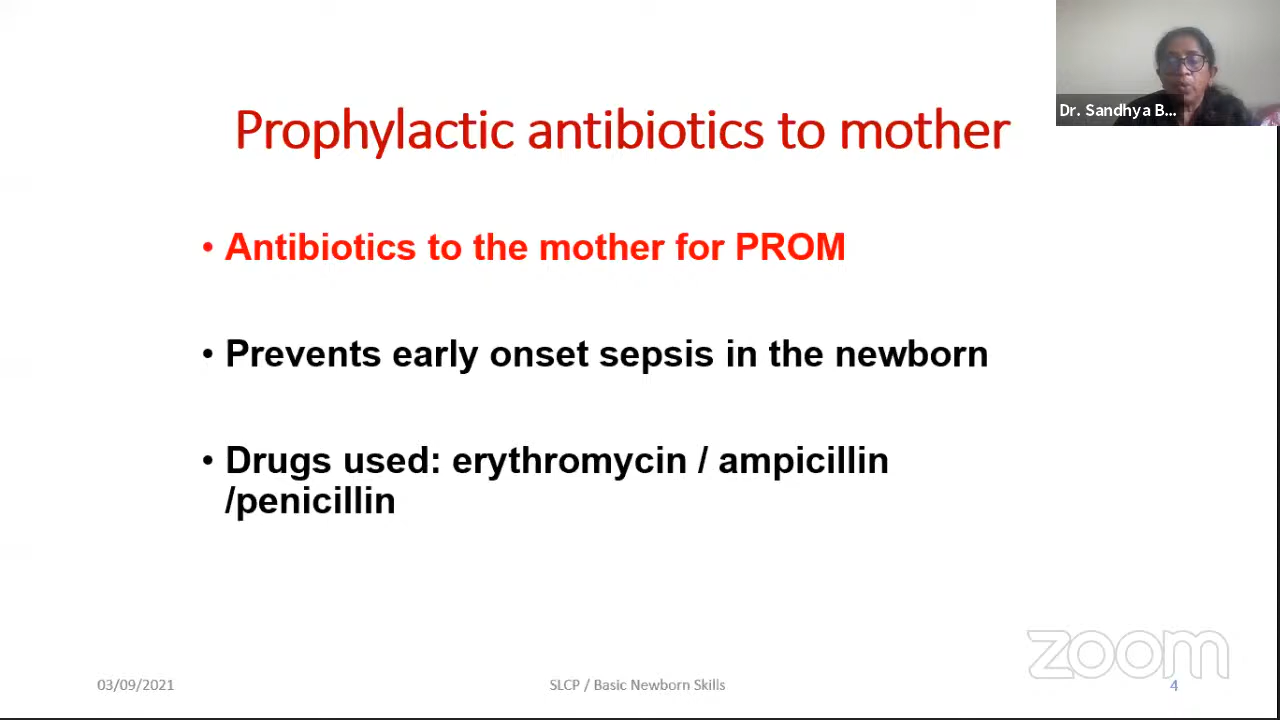 Dr. Sandhya B...
Prophylactic antibiotics to mother
• Antibiotics to the mother for PROM
• Prevents early onset sepsis in the newborn
• Drugs used: erythromycin / ampicillin
/penicillin
zoom
03/09/2021
SLCP / Basic Newborn Skills
4